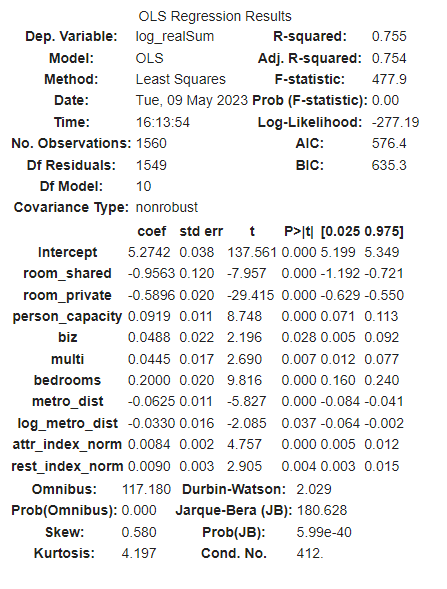 OLS Regression Results
Dep. Variable: log_realSum R-squared: 0.755
Model: OLS Adj. R-squared: 0.754
Method: Least Squares F-statistic: 477.9
Date: Tue, 09 May 2023 Prob (F-statistic): 0.00
Time: 16:13:54 Log-Likelihood: -277.19
No. Observations: 1560 AIC: 576.4
Df Residuals: 1549 BIC: 635.3
Df Model: 10
Covariance Type: nonrobust
coef std err t P>|t| [0.025 0.975]
Intercept 5.2742 0.038 137.561 0.000 5.199 5.349
room_shared -0.9563 0.120 -7.957 0.000 -1.192 -0.721
room_private -0.5896 0.020 -29.415 0.000 -0.629 -0.550
person_capacity 0.0919 0.011 8.748 0.000 0.071 0.113
biz 0.0488 0.022 2.196 0.028 0.005 0.092
multi 0.0445 0.017 2.690 0.007 0.012 0.077
bedrooms 0.2000 0.020 9.816 0.000 0.160 0.240
metro_dist -0.0625 0.011 -5.827 0.000 -0.084 -0.041
log_metro_dist -0.0330 0.016 -2.085 0.037 -0.064 -0.002
attr_index_norm 0.0084 0.002 4.757 0.000 0.005 0.012
rest_index_norm 0.0090 0.003 2.905 0.004 0.003 0.015
Omnibus: 117.180 Durbin-Watson: 2.029
Prob(Omnibus): 0.000 Jarque-Bera (JB): 180.628
Skew: 0.580 Prob(JB): 5.99e-40
Kurtosis: 4.197 Cond. No. 412.